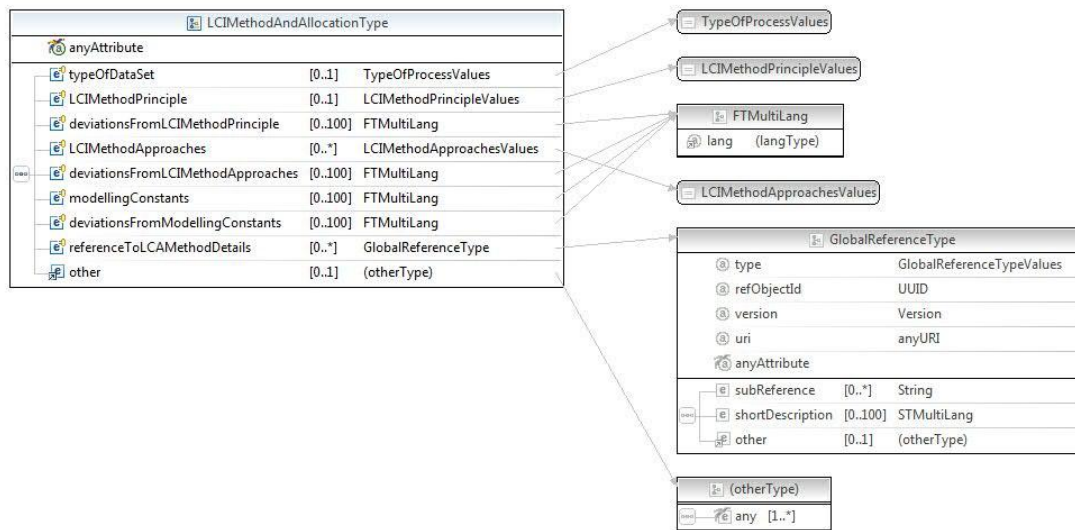 LCIMethodAndAllocationType
anyAttribute
typeOfDataSet [0..1] TypeOfProcessValues
LCIMethodPrinciple [0..1] LCIMethodPrincipleValues
deviationsFromLCIMethodPrinciple [0..100] FTMultiLang
LCIMethodApproaches [0..*] LCIMethodApproachesValues
deviationsFromLCIMethodApproaches [0..100] FTMultiLang
modellingConstants [0..100] FTMultiLang
deviationsFromModellingConstants [0..100] FTMultiLang
referenceToLCAMethodDetails [0..*] GlobalReferenceType
other [0..1] (otherType)
TypeOfProcessValues
LCIMethodPrincipleValues
FTMultiLang
lang (langType)
LCIMethodApproachesValues
GlobalReferenceType
type GlobalReferenceTypeValues
refObjectId UUID
version Version
uri anyURI
anyAttribute
subReference [0..*] String
shortDescription [0..100] STMultiLang
other [0..1] (otherType)
(otherType)
any [1..*]